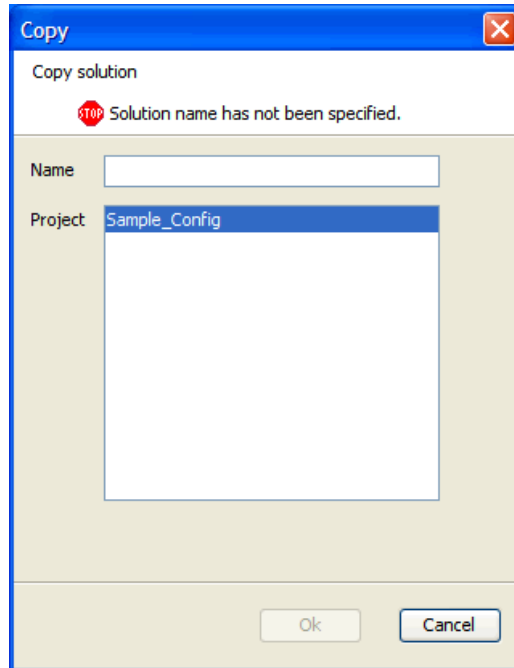 Copy
Copy solution
STOP Solution name has not been specified.
Name
Project Sample_Config
Ok Cancel